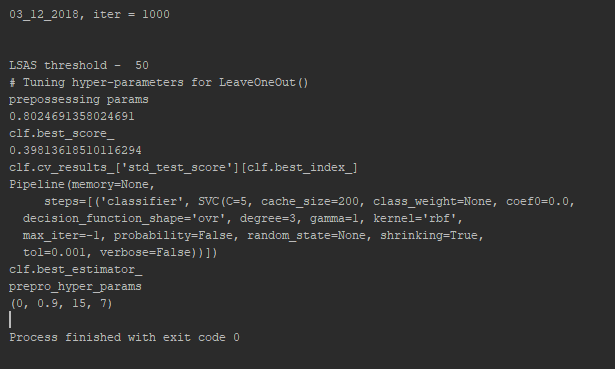 03_12_2018, iter = 1000
LSAS threshold -  50
# Tuning hyper-parameters for LeaveOneOut()
prepossessing params
0.8024691358024691
clf.best_score_
0.39813618510116294
clf.cv_results_['std_test_score'][clf.best_index_]
Pipeline(memory=None,
     steps=[('classifier', SVC(C=5, cache_size=200, class_weight=None, coef0=0.0,
  decision_function_shape='ovr', degree=3, gamma=1, kernel='rbf',
  max_iter=-1, probability=False, random_state=None, shrinking=True,
  tol=0.001, verbose=False))])
clf.best_estimator_
prepro_hyper_params
(0, 0.9, 15, 7)
Process finished with exit code 0